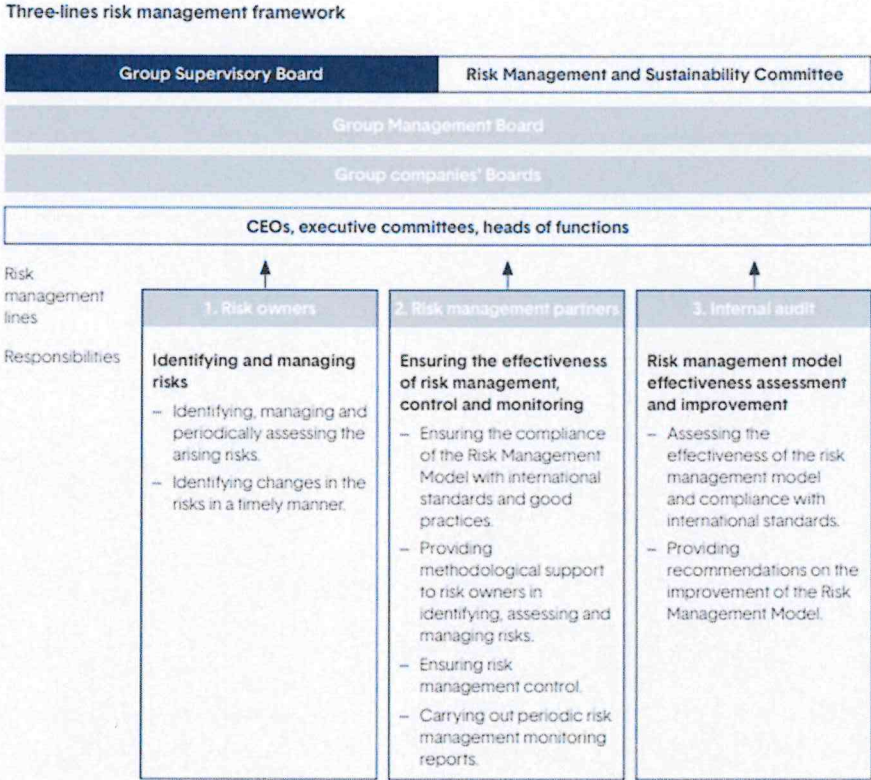 Three-lines risk management framework
Group Supervisory Board
Risk Management and Sustainability Committee
Group Management Board
Group companies' Boards
CEOs, executive committees, heads of functions
Risk
management
lines
1. Risk owners
2. Risk management partners
3. Internal audit
Responsibilities
Identifying and managing
risks
– Identifying, managing and
periodically assessing the
arising risks.
– Identifying changes in the
risks in a timely manner.
Ensuring the effectiveness
of risk management,
control and monitoring
– Ensuring the compliance
of the Risk Management
Model with international
standards and good
practices.
– Providing
methodological support
to risk owners in
identifying, assessing and
managing risks.
– Ensuring risk
management control.
– Carrying out periodic risk
management monitoring
reports.
Risk management model
effectiveness assessment
and improvement
– Assessing the
effectiveness of the risk
management model
and compliance with
international standards.
– Providing
recommendations on the
improvement of the Risk
Management Model.